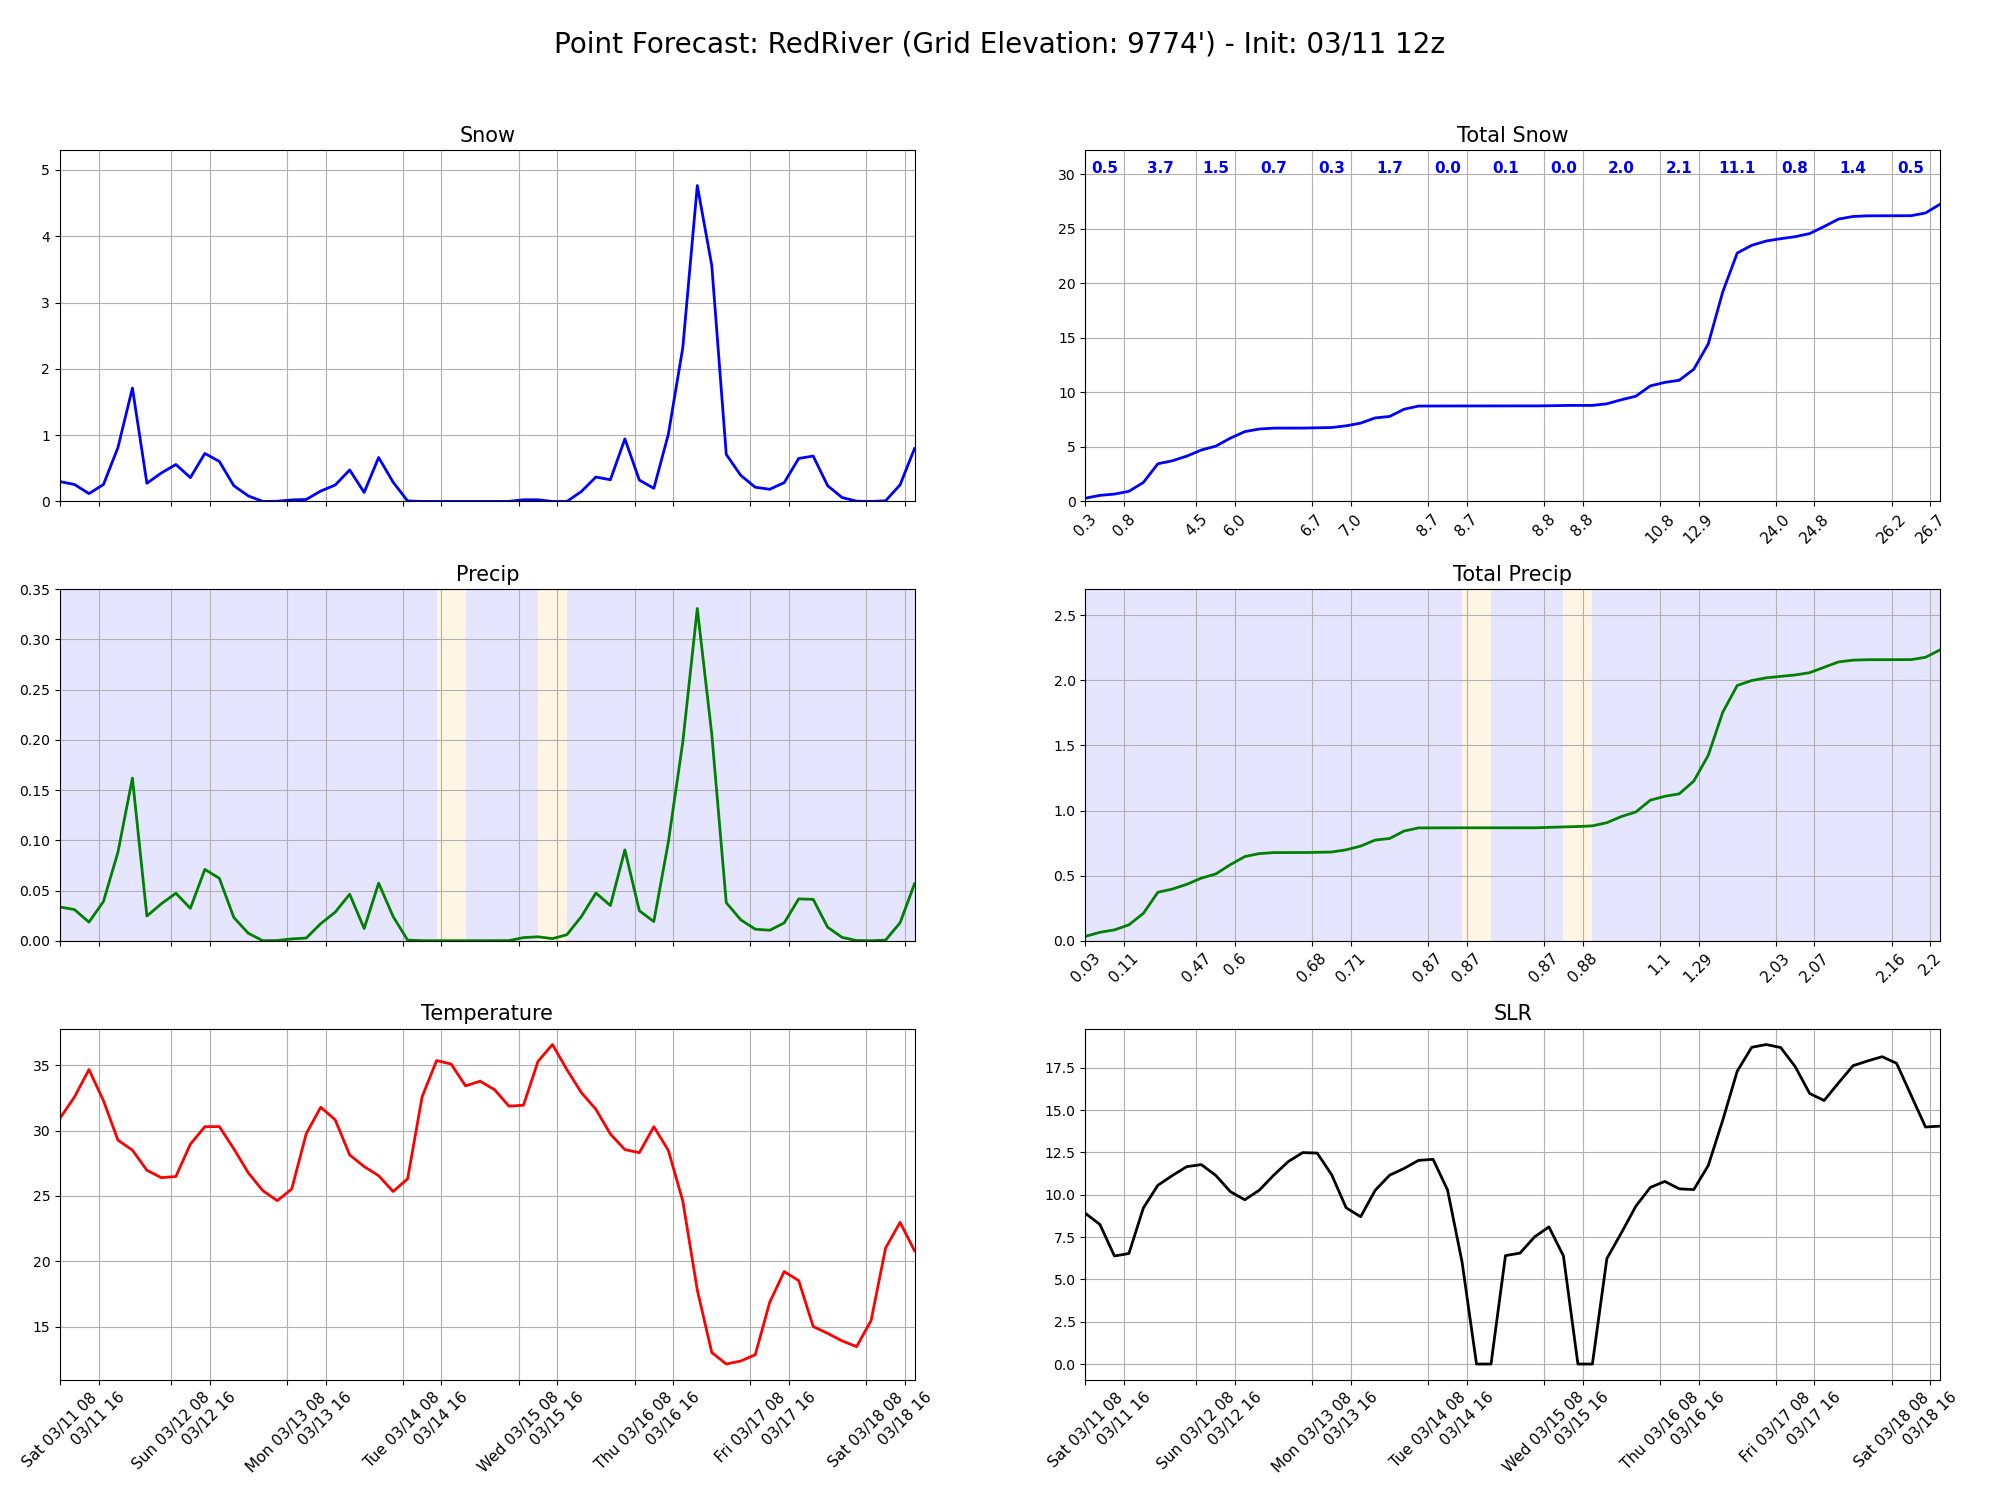 Point Forecast: RedRiver (Grid Elevation: 9774') - Init: 03/11 12z
Snow
5
4
3
2
1
0
Total Snow
0.5 3.7 1.5 0.7 0.3 1.7 0.0 0.1 0.0 2.0 2.1 11.1 0.8 1.4 0.5
30
25
20
15
10
5
0
0.3 0.8 4.5 6.0 6.7 7.0 8.7 8.7 8.8 8.8 10.8 12.9 24.0 24.8 26.2 26.7
Precip
0.35
0.30
0.25
0.20
0.15
0.10
0.05
0.00
Total Precip
2.5
2.0
1.5
1.0
0.5
0.0
0.03 0.11 0.47 0.6 0.68 0.71 0.87 0.87 0.87 0.88 1.1 1.29 2.03 2.07 2.16 2.2
Temperature
35
30
25
20
15
Sat 03/11 08
03/11 16
Sun 03/12 08
03/12 16
Mon 03/13 08
03/13 16
Tue 03/14 08
03/14 16
Wed 03/15 08
03/15 16
Thu 03/16 08
03/16 16
Fri 03/17 08
03/17 16
Sat 03/18 08
03/18 16
SLR
17.5
15.0
12.5
10.0
7.5
5.0
2.5
0.0
Sat 03/11 08
03/11 16
Sun 03/12 08
03/12 16
Mon 03/13 08
03/13 16
Tue 03/14 08
03/14 16
Wed 03/15 08
03/15 16
Thu 03/16 08
03/16 16
Fri 03/17 08
03/17 16
Sat 03/18 08
03/18 16